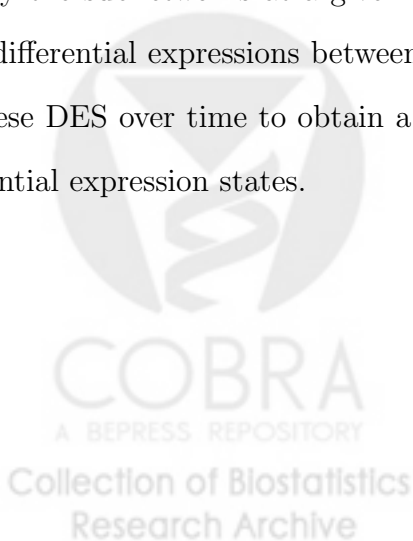 differential expressions between
ese DES over time to obtain a
ntial expression states.
COBRA
A BEPRESS REPOSITORY
Collection of Biostatistics
Research Archive